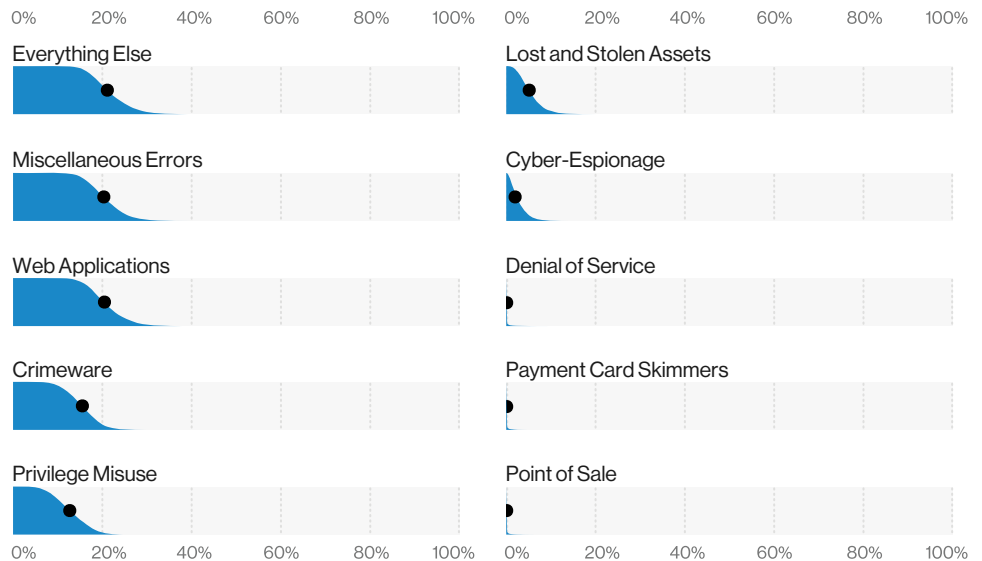 0% 20% 40% 60% 80% 100%
Everything Else
Miscellaneous Errors
Web Applications
Crimeware
Privilege Misuse
0% 20% 40% 60% 80% 100%
0% 20% 40% 60% 80% 100%
Lost and Stolen Assets
Cyber-Espionage
Denial of Service
Payment Card Skimmers
Point of Sale
0% 20% 40% 60% 80% 100%